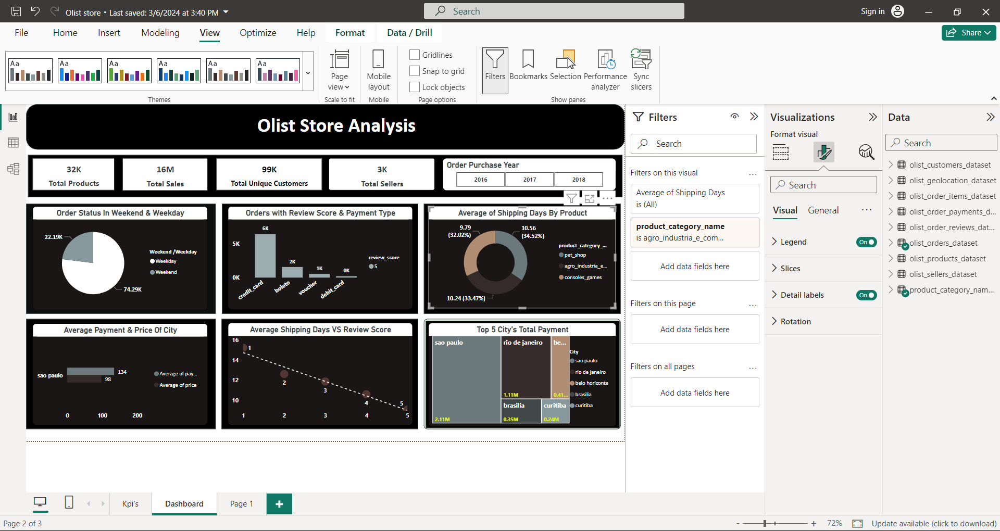 Olist store • Last saved: 3/6/2024 at 3:40 PM
Search
Sign in
File
Home
Insert
Modeling
View
Optimize
Help
Format
Data / Drill
Share
Aa
Aa
Aa
Aa
Aa
Aa
Themes
Page view
Scale to fit
Mobile layout
Mobile
Gridlines
Snap to grid
Lock objects
Page options
Filters
Bookmarks
Selection
Performance analyzer
Sync slicers
Show panes
Olist Store Analysis
32K
Total Products
16M
Total Sales
99K
Total Unique Customers
3K
Total Sellers
Order Purchase Year
2016
2017
2018
Order Status In Weekend & Weekday
22.19K
74.29K
Weekend /Weekday
Weekday
Weekend
Orders with Review Score & Payment Type
6K
5K
2K
1K
0K
0K
credit_card
boleto
voucher
debit_card
review_score
5
Average of Shipping Days By Product
9.79
(32.02%)
10.56
(34.52%)
10.24 (33.47%)
product_category_...
pet_shop
agro_industria_e...
consoles_games
Average Payment & Price Of City
sao paulo
134
98
0
100
200
Average of pay...
Average of price
Average Shipping Days VS Review Score
16
14
12
10
1
2
3
4
5
1
2
3
4
5
Top 5 City's Total Payment
sao paulo
2.11M
rio de janeiro
1.11M
be...
0.41...
brasilia
0.35M
curitiba
0.24M
City
sao paulo
rio de janeiro
belo horizonte
brasilia
curitiba
Filters
Search
Filters on this visual
...
Average of Shipping Days
is (All)
product_category_name
is agro_industria_e_com...
Add data fields here
Filters on this page
...
Add data fields here
Filters on all pages
...
Add data fields here
Visualizations
Format visual
Search
Visual
General
...
Legend
On
Slices
Detail labels
On
Rotation
Data
Search
olist_customers_dataset
olist_geolocation_dataset
olist_order_items_dataset
olist_order_payments_d...
olist_order_reviews_dat...
olist_orders_dataset
olist_products_dataset
olist_sellers_dataset
product_category_nam...
Kpi's
Dashboard
Page 1
+
Page 2 of 3
-
+
72%
Update available (click to download)